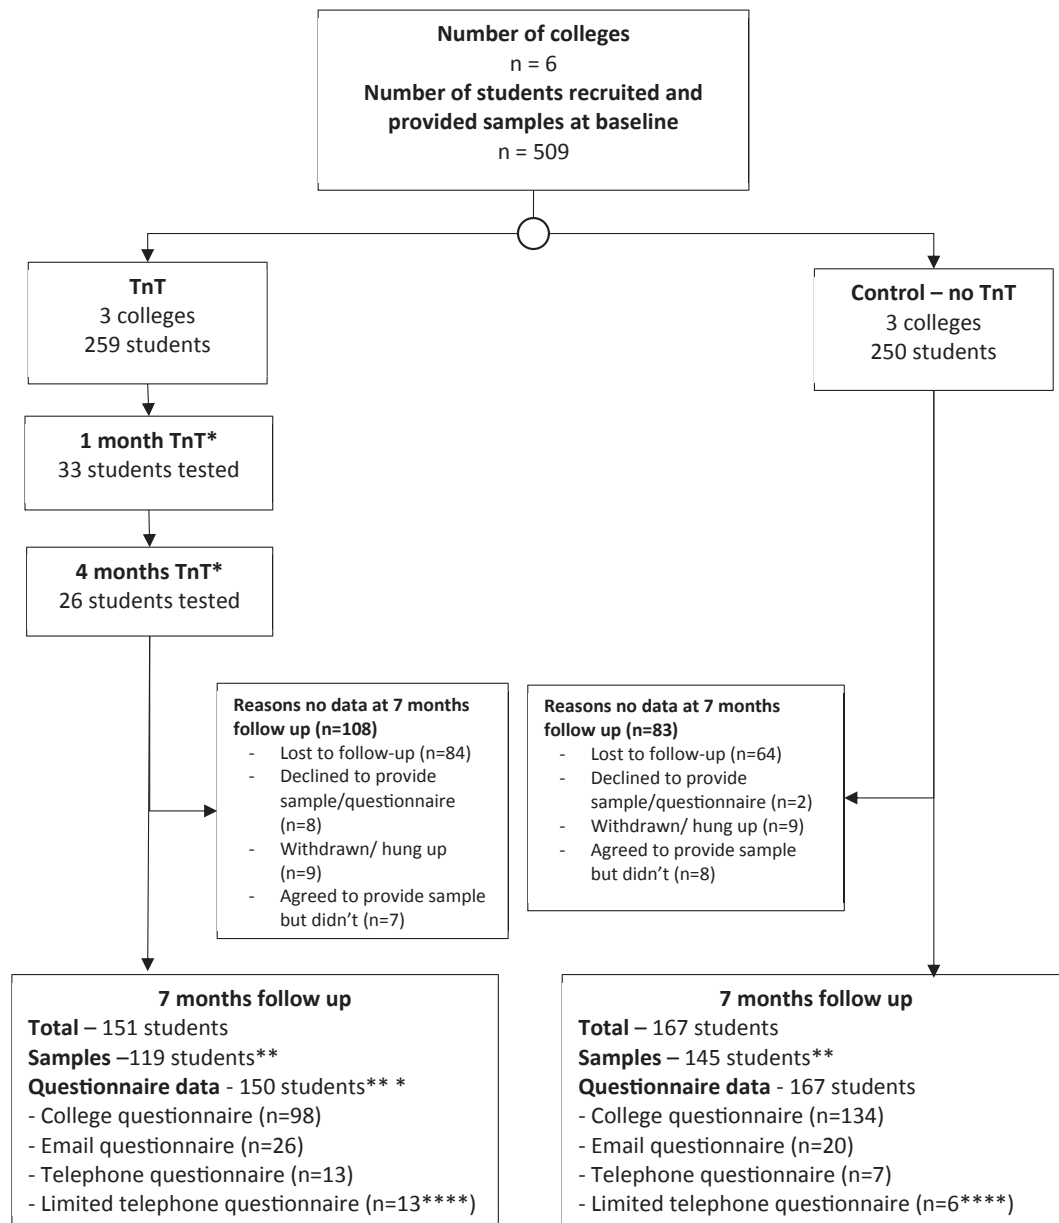 Number of colleges
n = 6
Number of students recruited and
provided samples at baseline
n = 509
TnT
3 colleges
259 students
Control – no TnT
3 colleges
250 students
1 month TnT*
33 students tested
4 months TnT*
26 students tested
Reasons no data at 7 months
follow up (n=108)
- Lost to follow-up (n=84)
- Declined to provide
sample/questionnaire
(n=8)
- Withdrawn/ hung up
(n=9)
- Agreed to provide sample
but didn’t (n=7)
Reasons no data at 7 months
follow up (n=83)
- Lost to follow-up (n=64)
- Declined to provide
sample/questionnaire (n=2)
- Withdrawn/ hung up (n=9)
- Agreed to provide sample
but didn’t (n=8)
7 months follow up
Total – 151 students
Samples –119 students**
Questionnaire data - 150 students** *
- College questionnaire (n=98)
- Email questionnaire (n=26)
- Telephone questionnaire (n=13)
- Limited telephone questionnaire (n=13****)
7 months follow up
Total – 167 students
Samples – 145 students**
Questionnaire data - 167 students
- College questionnaire (n=134)
- Email questionnaire (n=20)
- Telephone questionnaire (n=7)
- Limited telephone questionnaire (n=6****)